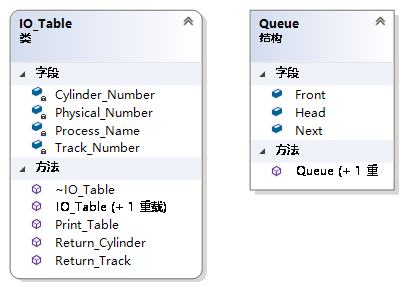 IO_Table
类
字段
Cylinder_Number
Physical_Number
Process_Name
Track_Number
方法
~IO_Table
IO_Table (+ 1 重载)
Print_Table
Return_Cylinder
Return_Track
Queue
结构
字段
Front
Head
Next
方法
Queue (+ 1 重